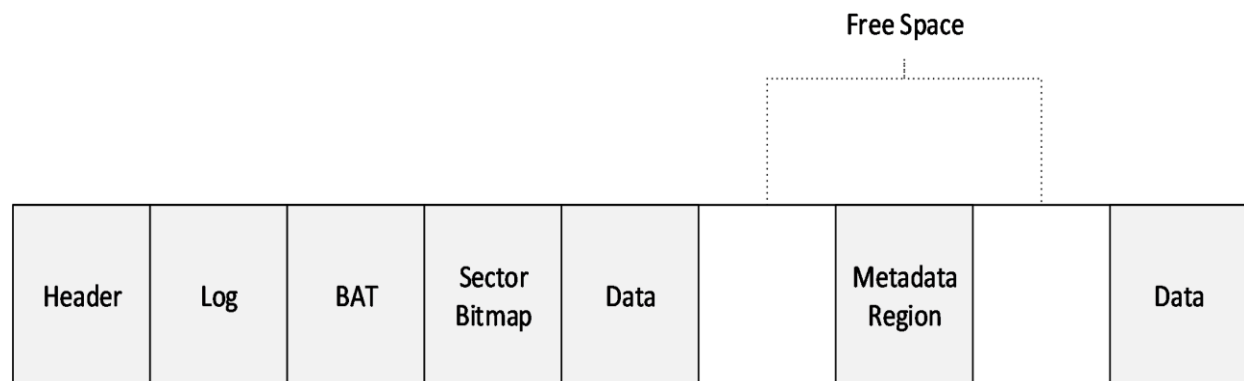 Free Space
Header
Log
BAT
Sector
Bitmap
Data
Metadata
Region
Data